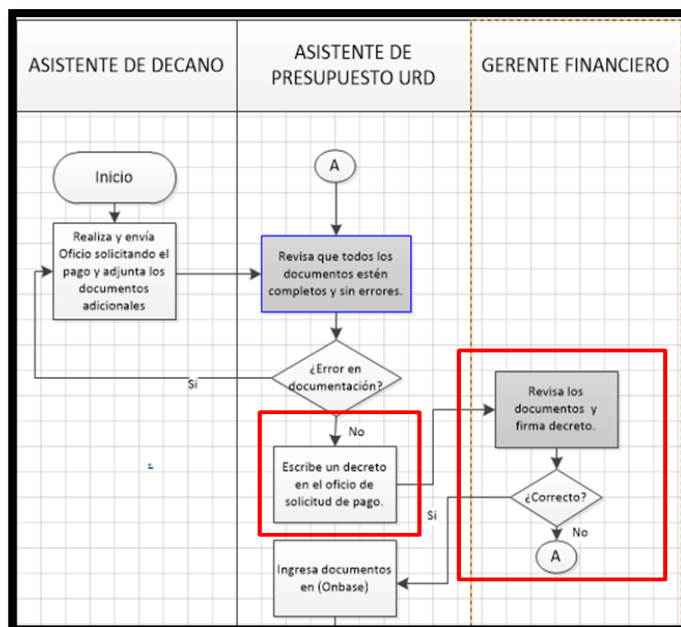 ASISTENTE DE DECANO
ASISTENTE DE
PRESUPUESTO URD
GERENTE FINANCIERO
Inicio
A
Realiza y envía
Oficio solicitando el
pago y adjunta los
documentos
adicionales
Revisa que todos los
documentos estén
completos y sin errores.
¿Error en
documentación?
Si
No
Escribe un decreto
en el oficio de
solicitud de pago.
Revisa los
documentos y
firma decreto.
¿Correcto?
Si
No
A
Ingresa documentos
en (Onbase)